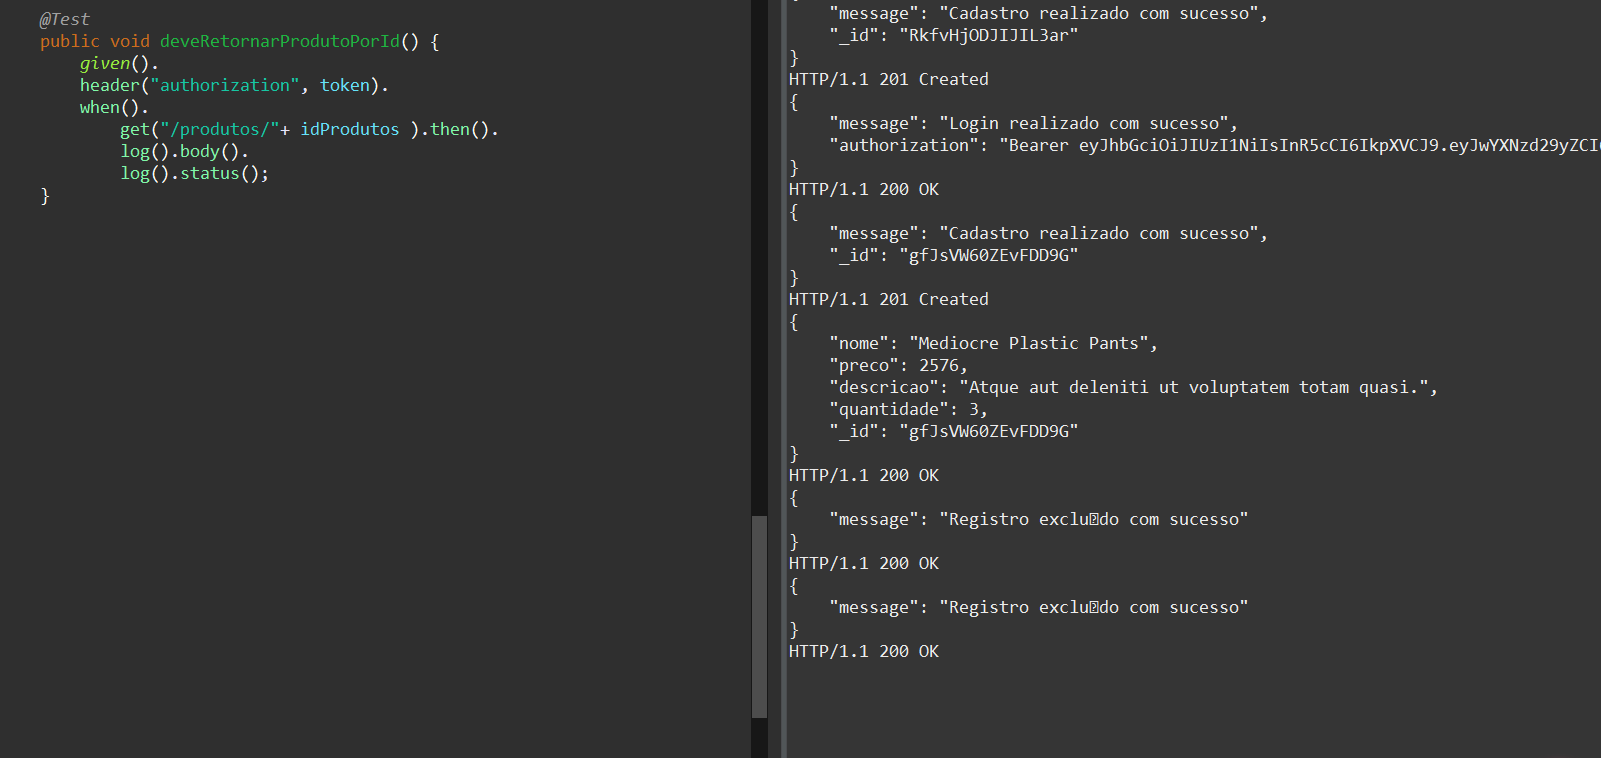 @Test
public void deveRetornarProdutoPorId() {
    given().
    header("authorization", token).
    when().
        get("/produtos/"+ idProdutos ).then().
        log().body().
        log().status();
}
    "message": "Cadastro realizado com sucesso",
    "_id": "RkfvHjODJIJIL3ar"
}
HTTP/1.1 201 Created
{
    "message": "Login realizado com sucesso",
    "authorization": "Bearer eyJhbGciOiJIUzI1NiIsInR5cCI6IkpXVCJ9.eyJwYXNzd29yZCI6
}
HTTP/1.1 200 OK
{
    "message": "Cadastro realizado com sucesso",
    "_id": "gfJsVW60ZEvFDD9G"
}
HTTP/1.1 201 Created
{
    "nome": "Mediocre Plastic Pants",
    "preco": 2576,
    "descricao": "Atque aut deleniti ut voluptatem totam quasi.",
    "quantidade": 3,
    "_id": "gfJsVW60ZEvFDD9G"
}
HTTP/1.1 200 OK
{
    "message": "Registro exclu�do com sucesso"
}
HTTP/1.1 200 OK
{
    "message": "Registro exclu�do com sucesso"
}
HTTP/1.1 200 OK